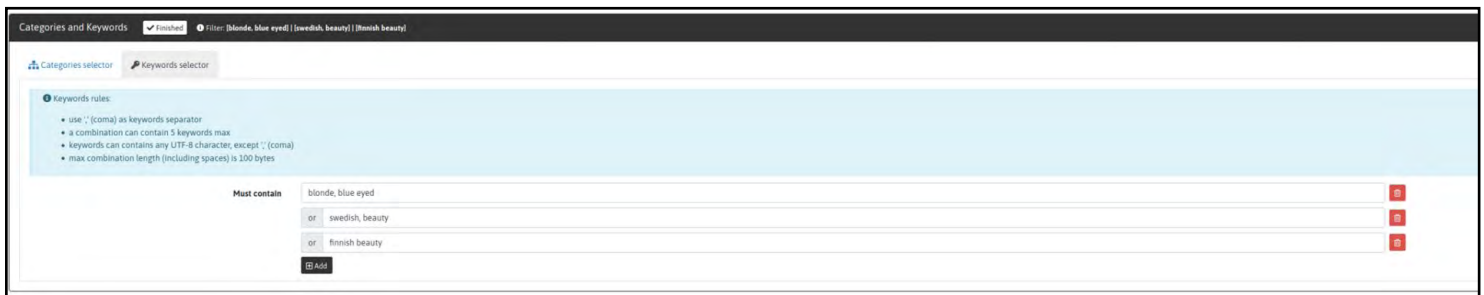 Categories and Keywords ✔ Finished Filter: [blonde, blue eyed] | [swedish, beauty] | [finnish beauty]
Categories selector Keywords selector
Keywords rules:
• use ',' (coma) as keywords separator
• a combination can contain 5 keywords max
• keywords can contains any UTF-8 character, except ',' (coma)
• max combination length (including spaces) is 100 bytes
Must contain blonde, blue eyed
or swedish, beauty
or finnish beauty
Add